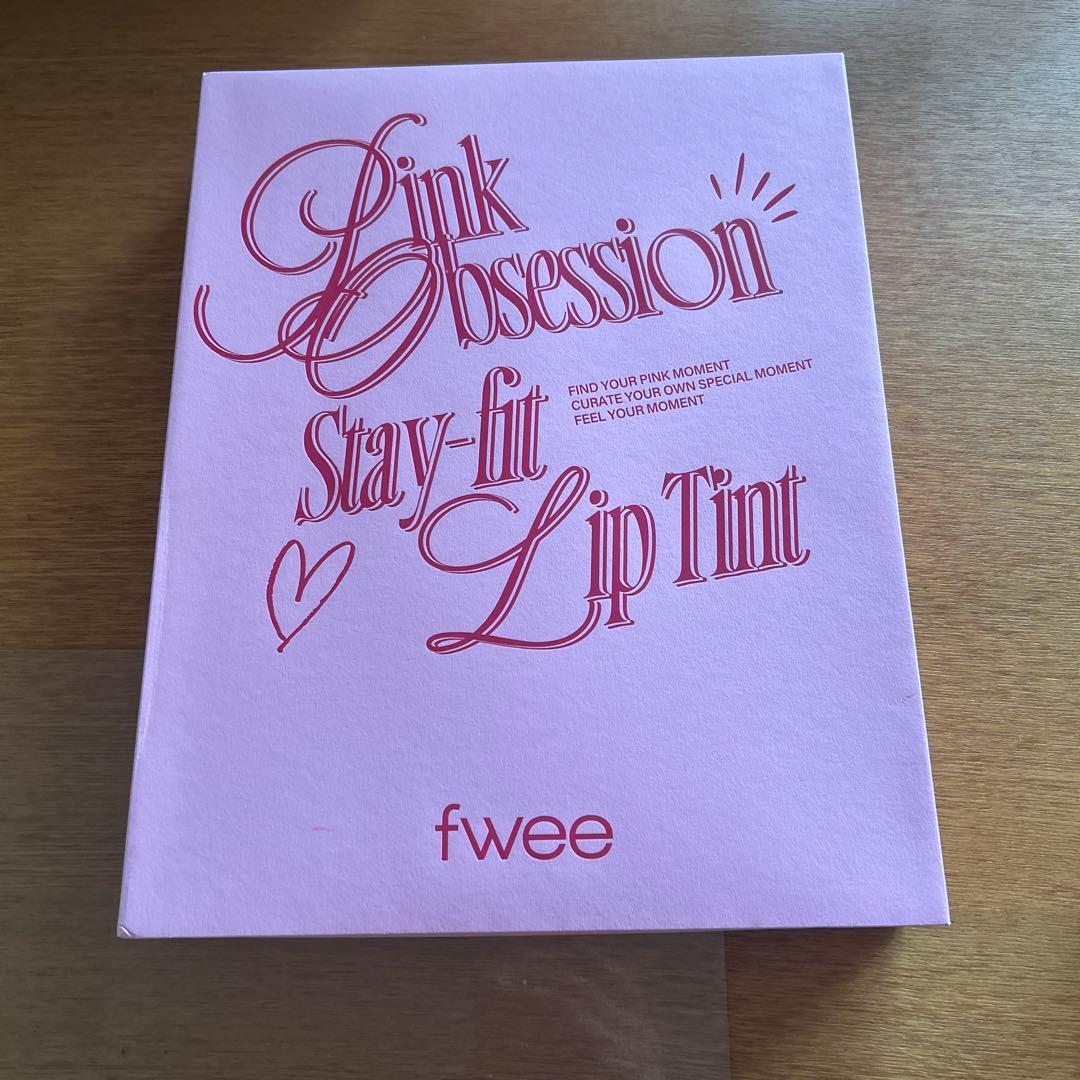 Pink
Obsession
Stay-fit
FIND YOUR PINK MOMENT
CURATE YOUR OWN SPECIAL MOMENT
FEEL YOUR MOMENT
Lip Tint
fwee